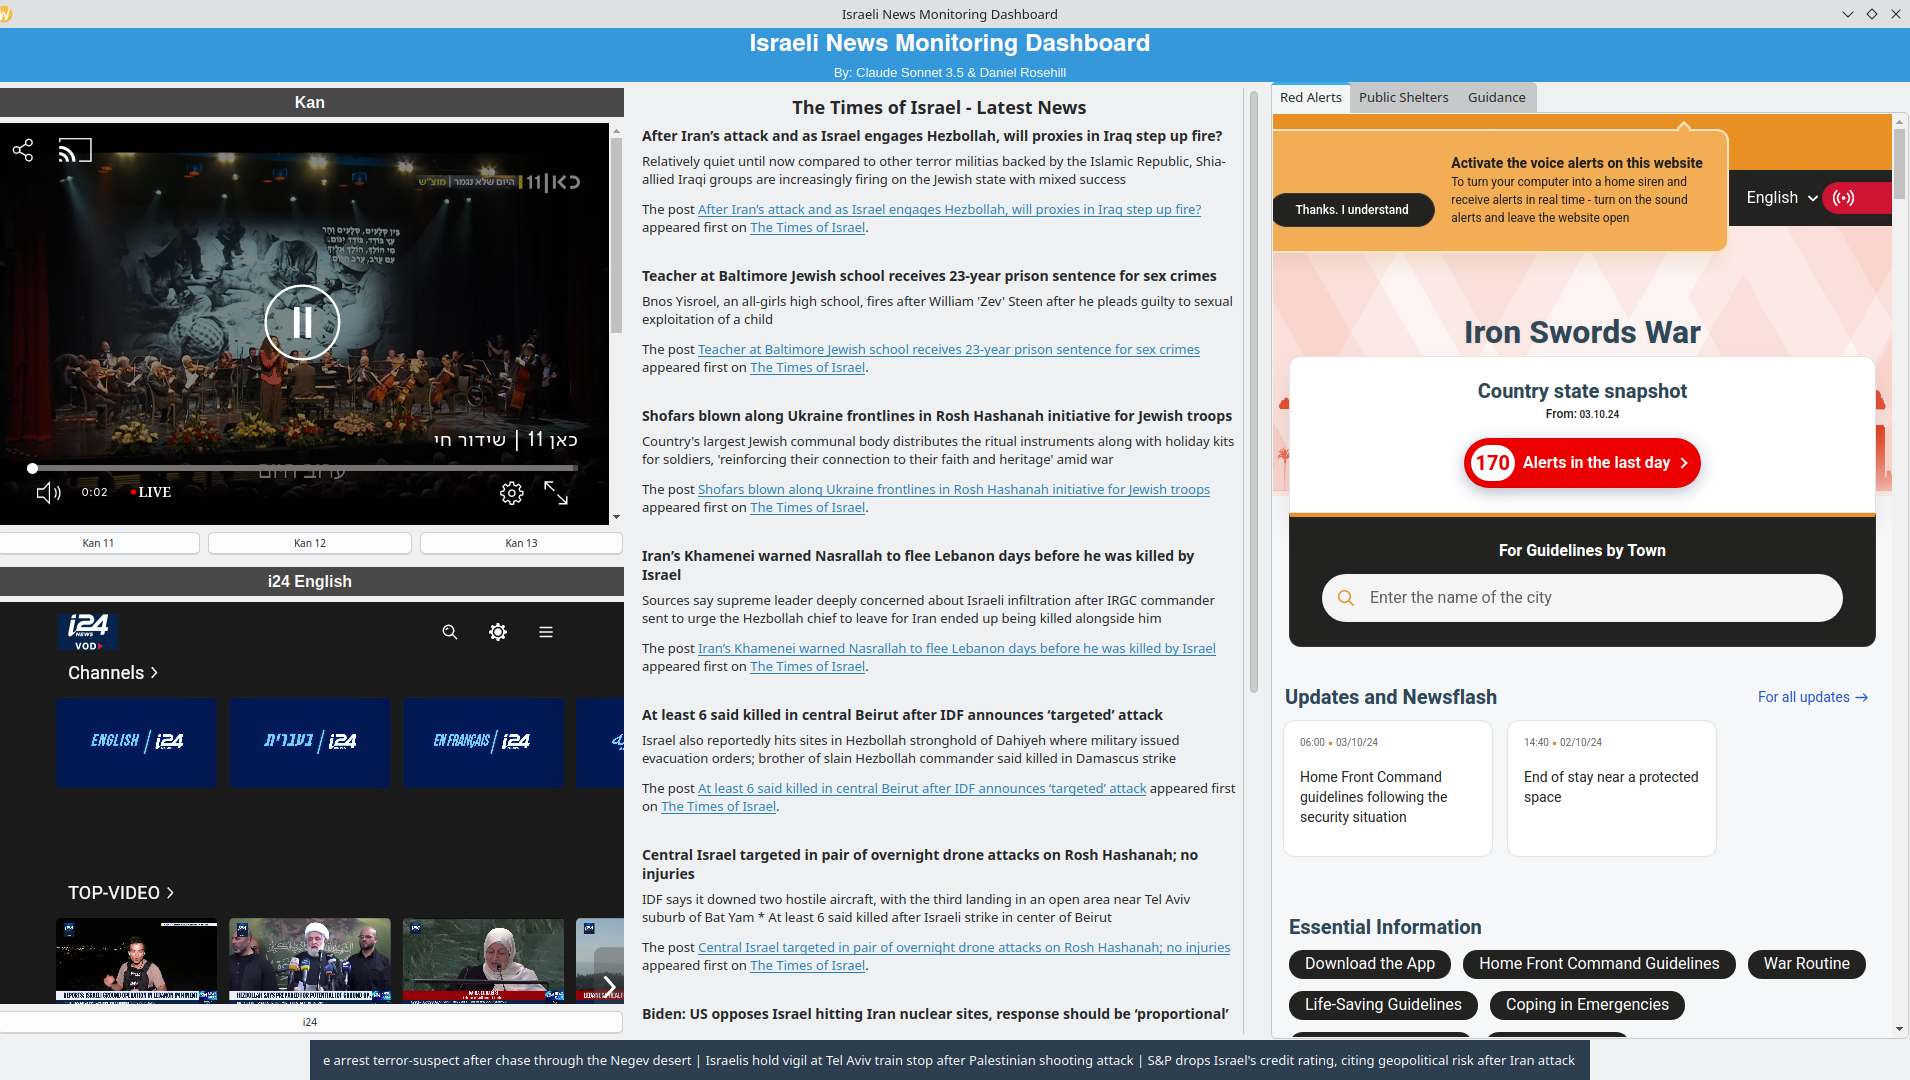 Israeli News Monitoring Dashboard
Israeli News Monitoring Dashboard
By: Claude Sonnet 3.5 & Daniel Rosehill
Kan
היום שלא נגמר | מוצ"ש
כאן|11
בין סלעים, סלעים וָהָר
כאן 11 | שידור חי
0:02
LIVE
Kan 11
Kan 12
Kan 13
i24 English
i24
NEWS
VOD
Channels
ENGLISH / i24
בעברית / i24
EN FRANÇAIS / i24
TOP-VIDEO
REPORTS: ISRAELI GROUND OPERATION IN LEBANON IMMINENT
HEZBOLLAH SAYS PREPARED FOR POTENTIAL GROUND OP.
i24
The Times of Israel - Latest News
After Iran’s attack and as Israel engages Hezbollah, will proxies in Iraq step up fire?
Relatively quiet until now compared to other terror militias backed by the Islamic Republic, Shia-
allied Iraqi groups are increasingly firing on the Jewish state with mixed success
The post After Iran’s attack and as Israel engages Hezbollah, will proxies in Iraq step up fire?
appeared first on The Times of Israel.
Teacher at Baltimore Jewish school receives 23-year prison sentence for sex crimes
Bnos Yisroel, an all-girls high school, fires after William 'Zev' Steen after he pleads guilty to sexual
exploitation of a child
The post Teacher at Baltimore Jewish school receives 23-year prison sentence for sex crimes
appeared first on The Times of Israel.
Shofars blown along Ukraine frontlines in Rosh Hashanah initiative for Jewish troops
Country's largest Jewish communal body distributes the ritual instruments along with holiday kits
for soldiers, 'reinforcing their connection to their faith and heritage' amid war
The post Shofars blown along Ukraine frontlines in Rosh Hashanah initiative for Jewish troops
appeared first on The Times of Israel.
Iran’s Khamenei warned Nasrallah to flee Lebanon days before he was killed by
Israel
Sources say supreme leader deeply concerned about Israeli infiltration after IRGC commander
sent to urge the Hezbollah chief to leave for Iran ended up being killed alongside him
The post Iran’s Khamenei warned Nasrallah to flee Lebanon days before he was killed by Israel
appeared first on The Times of Israel.
At least 6 said killed in central Beirut after IDF announces ‘targeted’ attack
Israel also reportedly hits sites in Hezbollah stronghold of Dahiyeh where military issued
evacuation orders; brother of slain Hezbollah commander said killed in Damascus strike
The post At least 6 said killed in central Beirut after IDF announces ‘targeted’ attack appeared first
on The Times of Israel.
Central Israel targeted in pair of overnight drone attacks on Rosh Hashanah; no
injuries
IDF says it downed two hostile aircraft, with the third landing in an open area near Tel Aviv
suburb of Bat Yam * At least 6 said killed after Israeli strike in center of Beirut
The post Central Israel targeted in pair of overnight drone attacks on Rosh Hashanah; no injuries
appeared first on The Times of Israel.
Biden: US opposes Israel hitting Iran nuclear sites, response should be ‘proportional’
Red Alerts
Public Shelters
Guidance
Activate the voice alerts on this website
To turn your computer into a home siren and
receive alerts in real time - turn on the sound
alerts and leave the website open
Thanks. I understand
English
Iron Swords War
Country state snapshot
From: 03.10.24
170 Alerts in the last day
For Guidelines by Town
Enter the name of the city
Updates and Newsflash
For all updates →
06:00 • 03/10/24
Home Front Command
guidelines following the
security situation
14:40 • 02/10/24
End of stay near a protected
space
Essential Information
Download the App
Home Front Command Guidelines
War Routine
Life-Saving Guidelines
Coping in Emergencies
e arrest terror-suspect after chase through the Negev desert | Israelis hold vigil at Tel Aviv train stop after Palestinian shooting attack | S&P drops Israel's credit rating, citing geopolitical risk after Iran attack